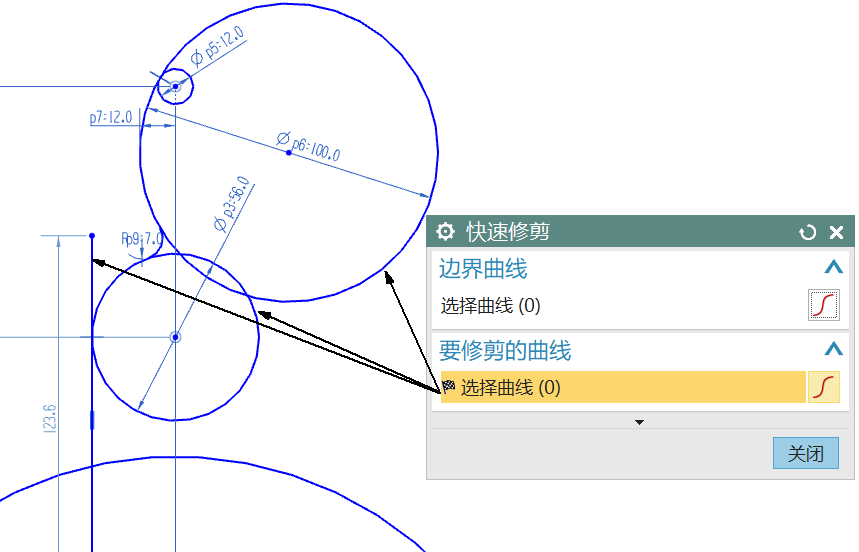 Ø p5:12.0
p7=12.0
Ø p6:100.0
Ø p3:56.0
Rp9:7.0
123.6
快速修剪
边界曲线
选择曲线 (0)
要修剪的曲线
选择曲线 (0)
关闭